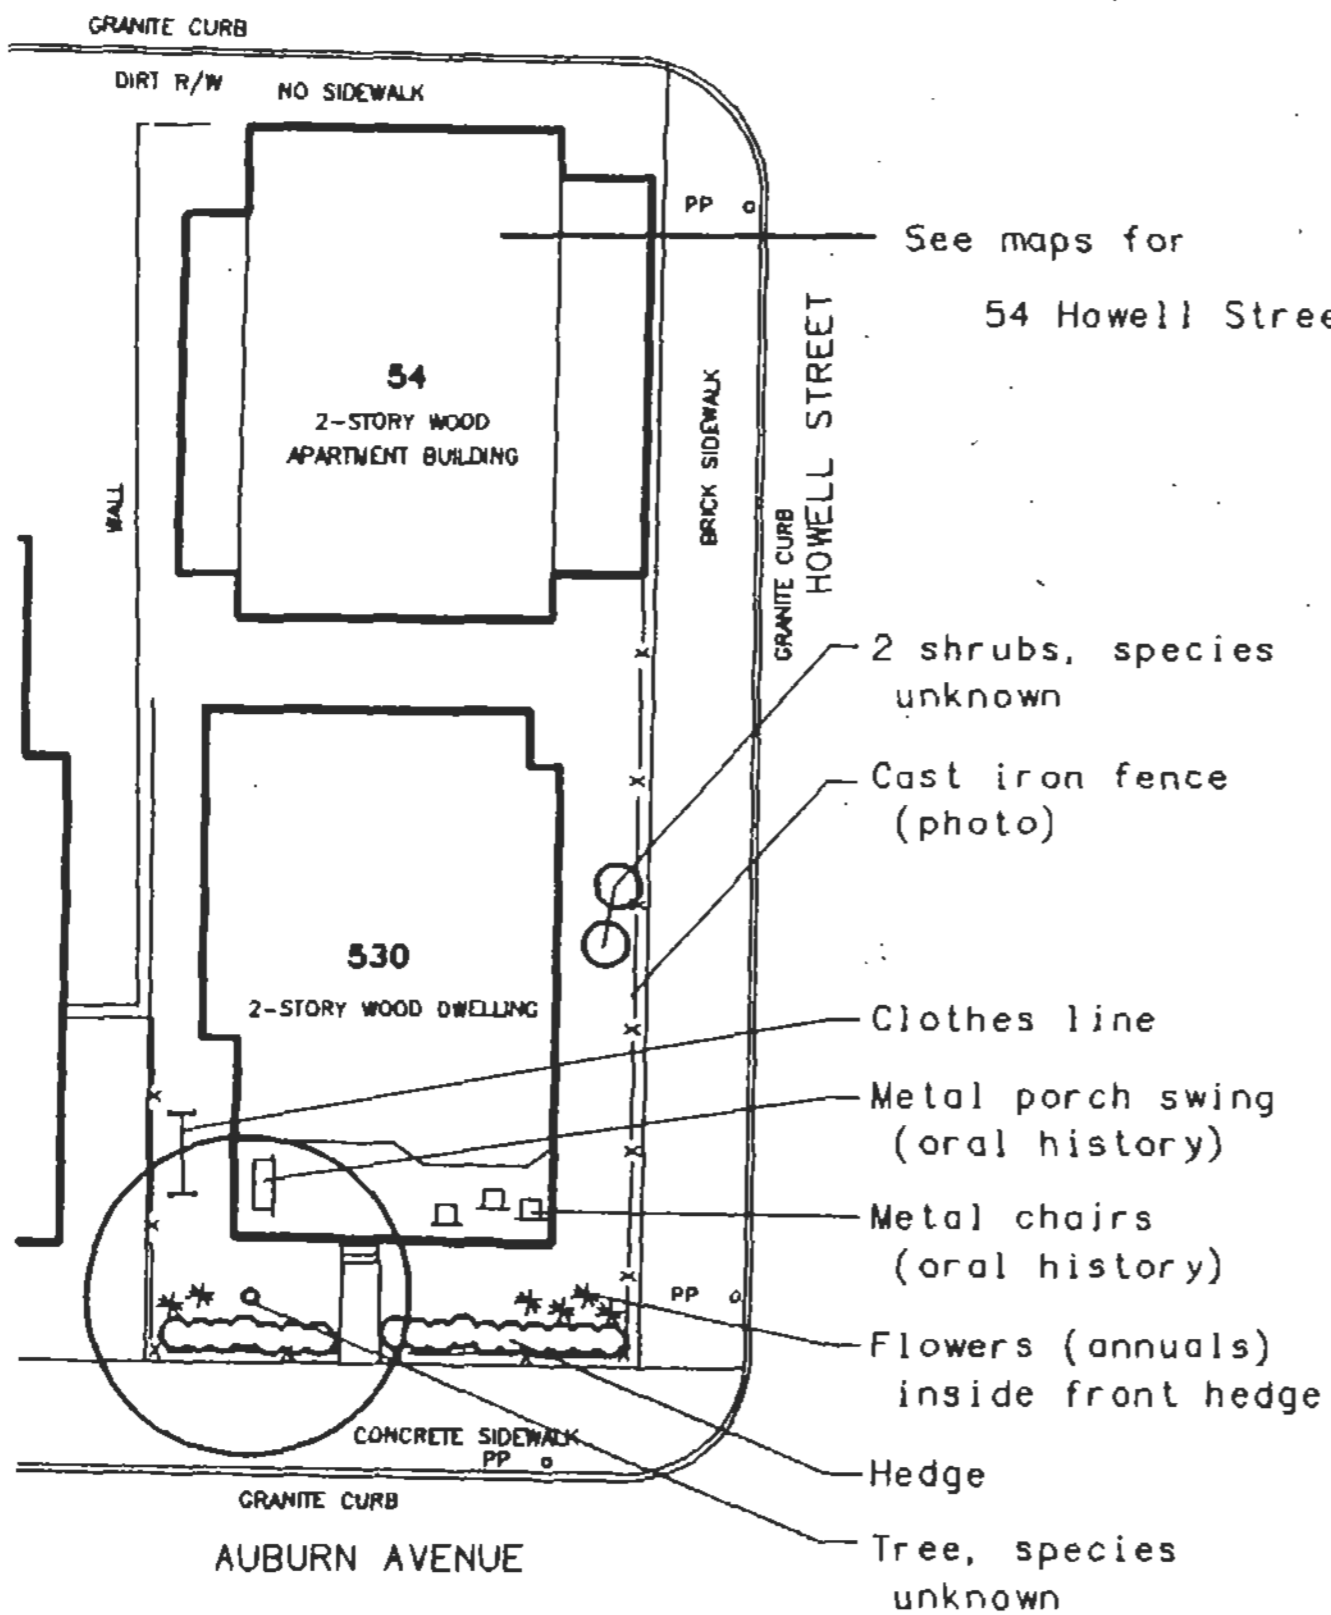 GRANITE CURB
DIRT R/W
NO SIDEWALK
PP
See maps for
54 Howell Stree
54
2-STORY WOOD
APARTMENT BUILDING
WALL
BRICK SIDEWALK
GRANITE CURB
HOWELL STREET
2 shrubs, species
unknown
Cast iron fence
(photo)
530
2-STORY WOOD DWELLING
Clothes line
Metal porch swing
(oral history)
Metal chairs
(oral history)
PP
Flowers (annuals)
inside front hedge
CONCRETE SIDEWALK
PP
Hedge
GRANITE CURB
AUBURN AVENUE
Tree, species
unknown